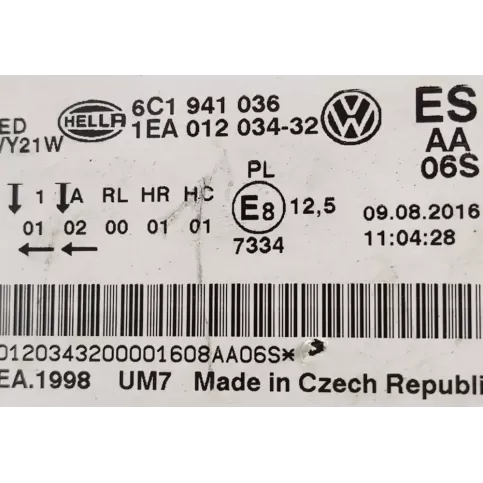 ED
HELLA
6C1 941 036
1EA 012 034-32
VW
ES
AA
06S
/Y21W
1 A RL HR HC
01 02 00 01 01
PL
E8
12,5
7334
09.08.2016
11:04:28
0120343200001608AA06S*
EA.1998 UM7 Made in Czech Republi